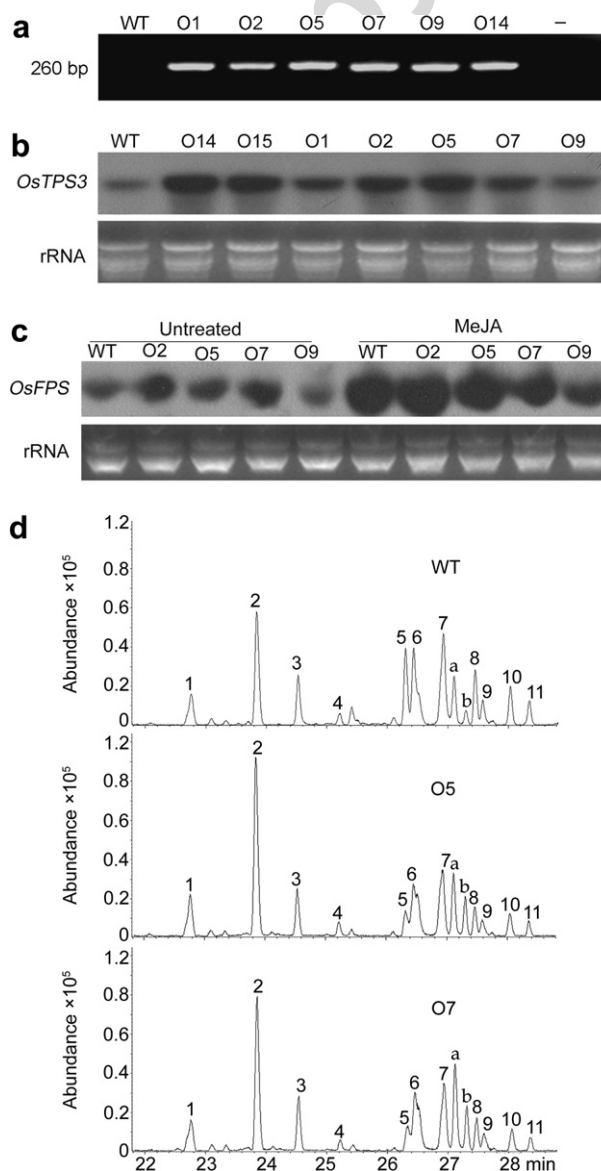 a
WT O1 O2 O5 O7 O9 O14 –
260 bp
b
WT O14 O15 O1 O2 O5 O7 O9
OsTPS3
rRNA
c
Untreated MeJA
WT O2 O5 O7 O9 WT O2 O5 O7 O9
OsFPS
rRNA
d
Abundance ×10⁵
1.2
0.8
0.6
0.4
0.2
0
WT
1 2 3 4 5 6 7 a b 8 9 10 11
Abundance ×10⁵
1.2
0.8
0.4
0.2
0
O5
1 2 3 4 5 6 7 a b 8 9 10 11
Abundance ×10⁵
1.2
0.8
0.6
0.4
0.2
0
O7
1 2 3 4 5 6 7 a b 8 9 10 11
22 23 24 25 26 27 28 min